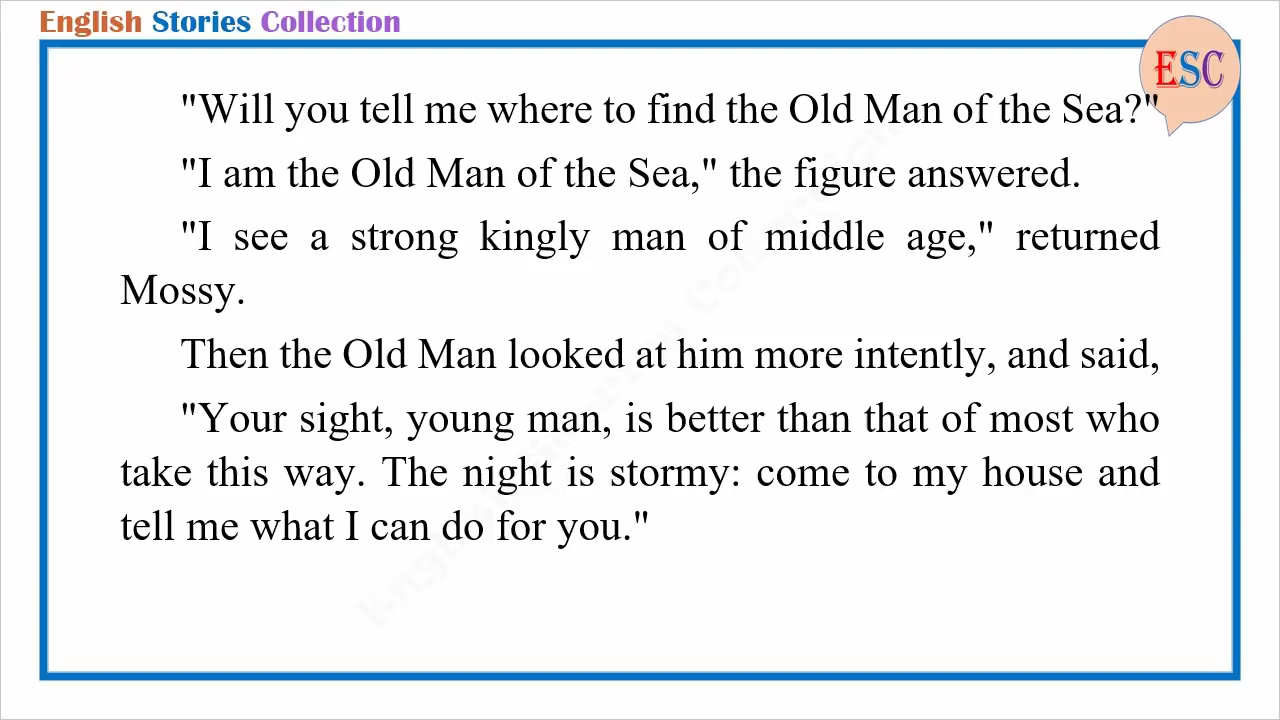 English Stories Collection
ESC
"Will you tell me where to find the Old Man of the Sea?"
"I am the Old Man of the Sea," the figure answered.
"I see a strong kingly man of middle age," returned
Mossy.
Then the Old Man looked at him more intently, and said,
"Your sight, young man, is better than that of most who
take this way. The night is stormy: come to my house and
tell me what I can do for you."
English Stories Collection